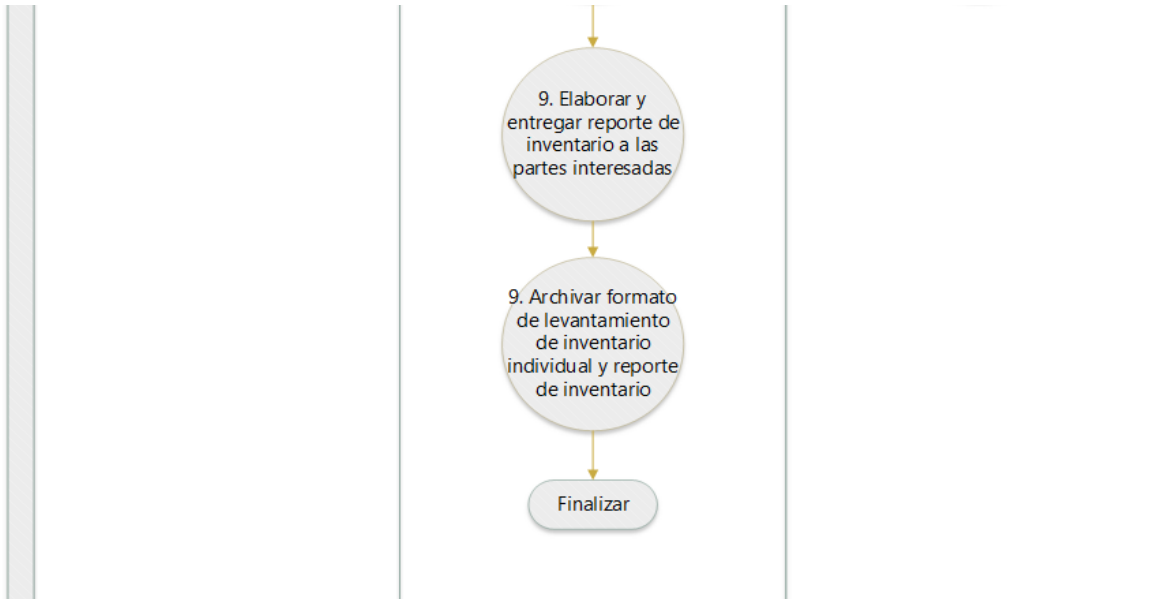 9. Elaborar y
entregar reporte de
inventario a las
partes interesadas
9. Archivar formato
de levantamiento
de inventario
individual y reporte
de inventario
Finalizar